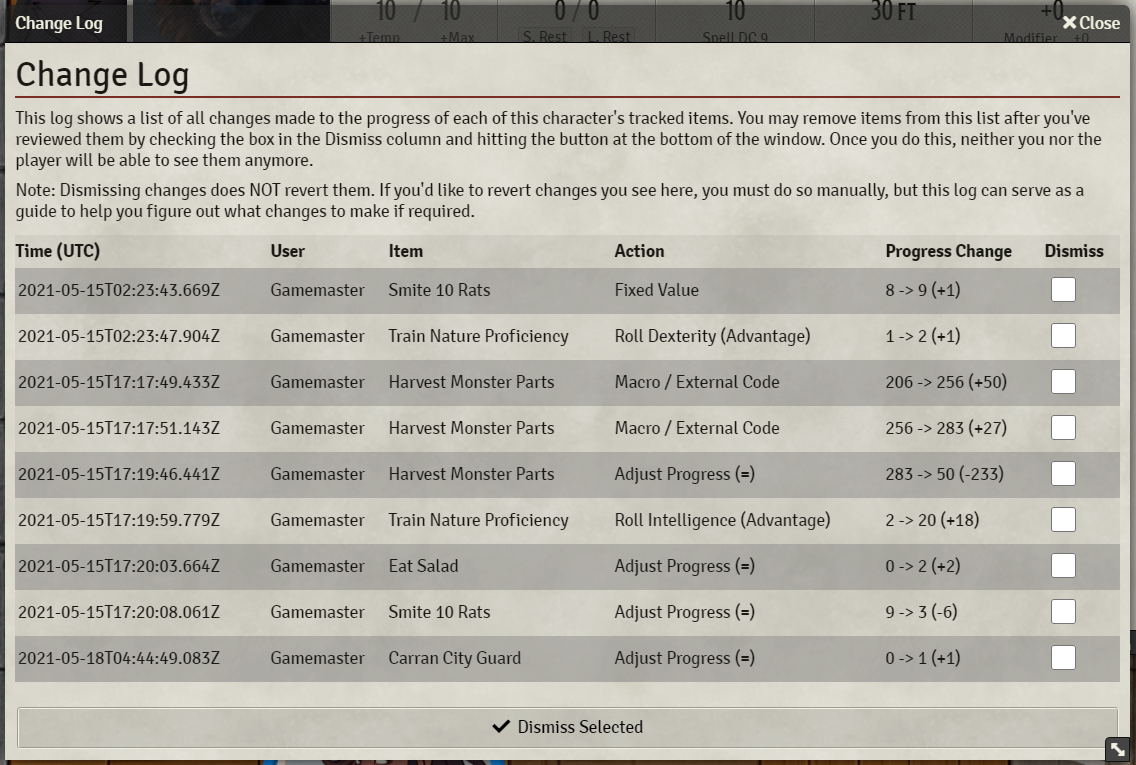 Change Log
10 / 10
0 / 0
10
30 FT
+0
Close
+Temp
+Max
S. Rest
L. Rest
Spell DC 9
Modifier +0
Change Log
This log shows a list of all changes made to the progress of each of this character's tracked items. You may remove items from this list after you've
reviewed them by checking the box in the Dismiss column and hitting the button at the bottom of the window. Once you do this, neither you nor the
player will be able to see them anymore.
Note: Dismissing changes does NOT revert them. If you'd like to revert changes you see here, you must do so manually, but this log can serve as a
guide to help you figure out what changes to make if required.
Time (UTC) User Item Action Progress Change Dismiss
2021-05-15T02:23:43.669Z Gamemaster Smite 10 Rats Fixed Value 8 -> 9 (+1)
2021-05-15T02:23:47.904Z Gamemaster Train Nature Proficiency Roll Dexterity (Advantage) 1 -> 2 (+1)
2021-05-15T17:17:49.433Z Gamemaster Harvest Monster Parts Macro / External Code 206 -> 256 (+50)
2021-05-15T17:17:51.143Z Gamemaster Harvest Monster Parts Macro / External Code 256 -> 283 (+27)
2021-05-15T17:19:46.441Z Gamemaster Harvest Monster Parts Adjust Progress (=) 283 -> 50 (-233)
2021-05-15T17:19:59.779Z Gamemaster Train Nature Proficiency Roll Intelligence (Advantage) 2 -> 20 (+18)
2021-05-15T17:20:03.664Z Gamemaster Eat Salad Adjust Progress (=) 0 -> 2 (+2)
2021-05-15T17:20:08.061Z Gamemaster Smite 10 Rats Adjust Progress (=) 9 -> 3 (-6)
2021-05-18T04:44:49.083Z Gamemaster Carran City Guard Adjust Progress (=) 0 -> 1 (+1)
Dismiss Selected